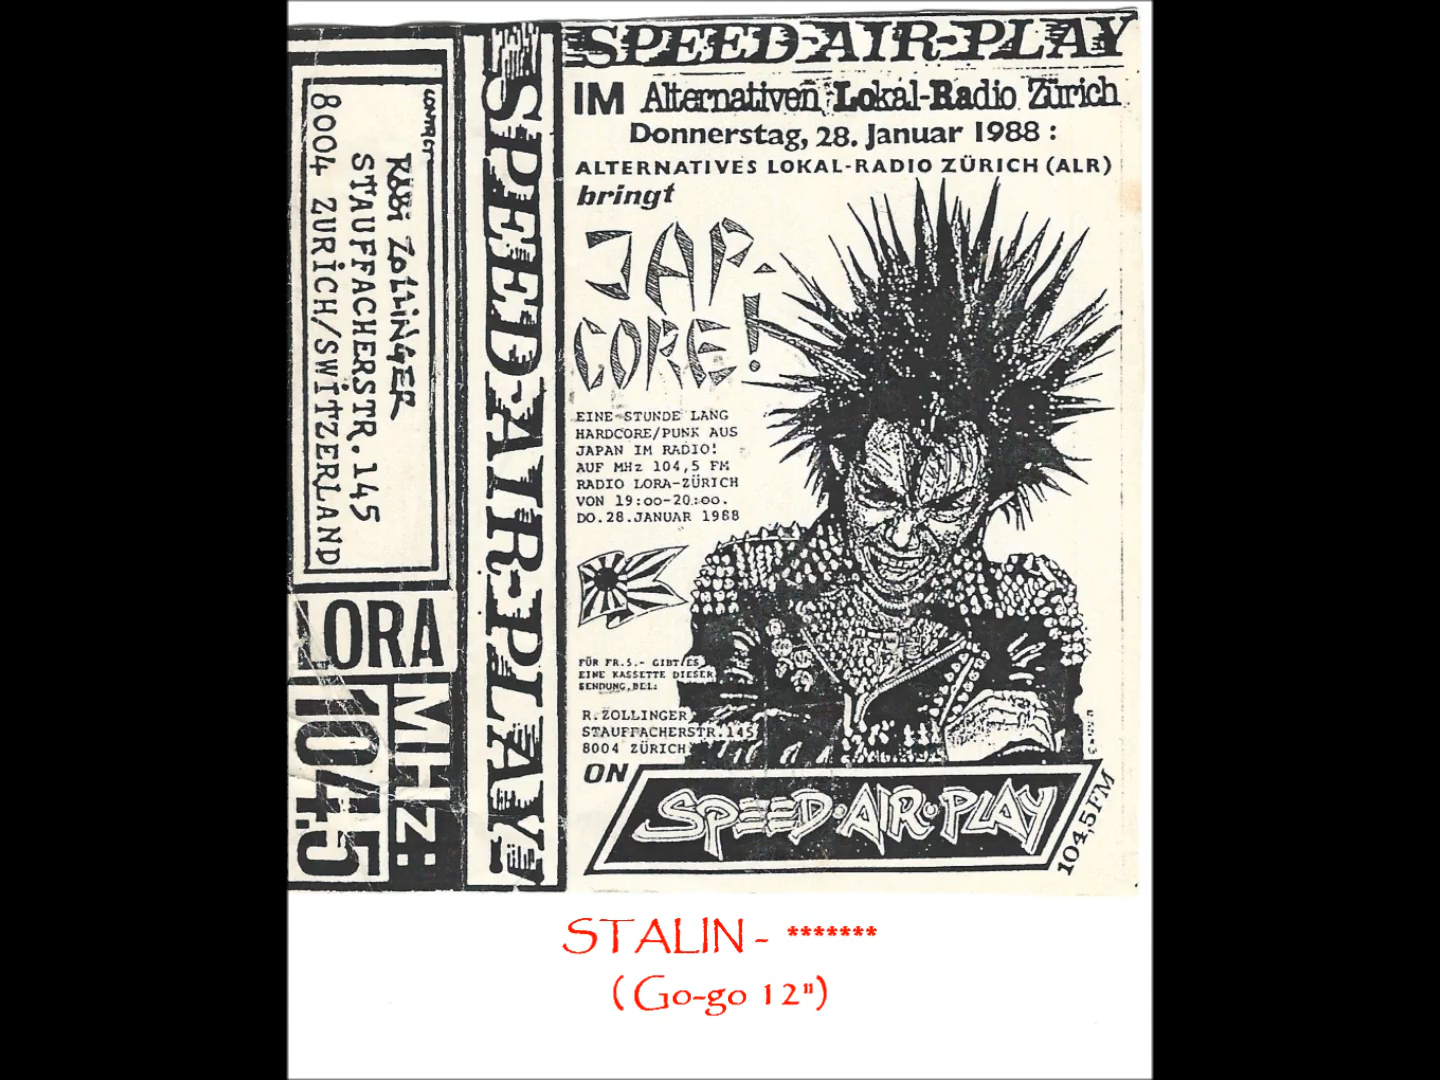 CONTACT
RÖBI ZOLLiNGER
STAUFFACHERSTR.145
8004 ZURiCH/SWiTZERLAND
LORA
MHz:
104.5
SPEED-AIR-PLAY!
SPEED-AIR-PLAY
IM Alternativen Lokal-Radio Zürich
Donnerstag, 28. Januar 1988 :
ALTERNATIVES LOKAL-RADIO ZÜRICH (ALR)
bringt
JAP-
CORE!
EINE STUNDE LANG
HARDCORE/PUNK AUS
JAPAN IM RADIO!
AUF MHz 104,5 FM
RADIO LORA-ZÜRICH
VON 19:00-20:00.
DO.28.JANUAR 1988
FÜR FR.5.- GIBT ES
EINE KASSETTE DIESER
SENDUNG, BEI:
R.ZOLLINGER
STAUFFACHERSTR.145
8004 ZÜRICH
ON
SPEED·AIR·PLAY
104,5 FM
STALIN - *******
( Go-go 12")